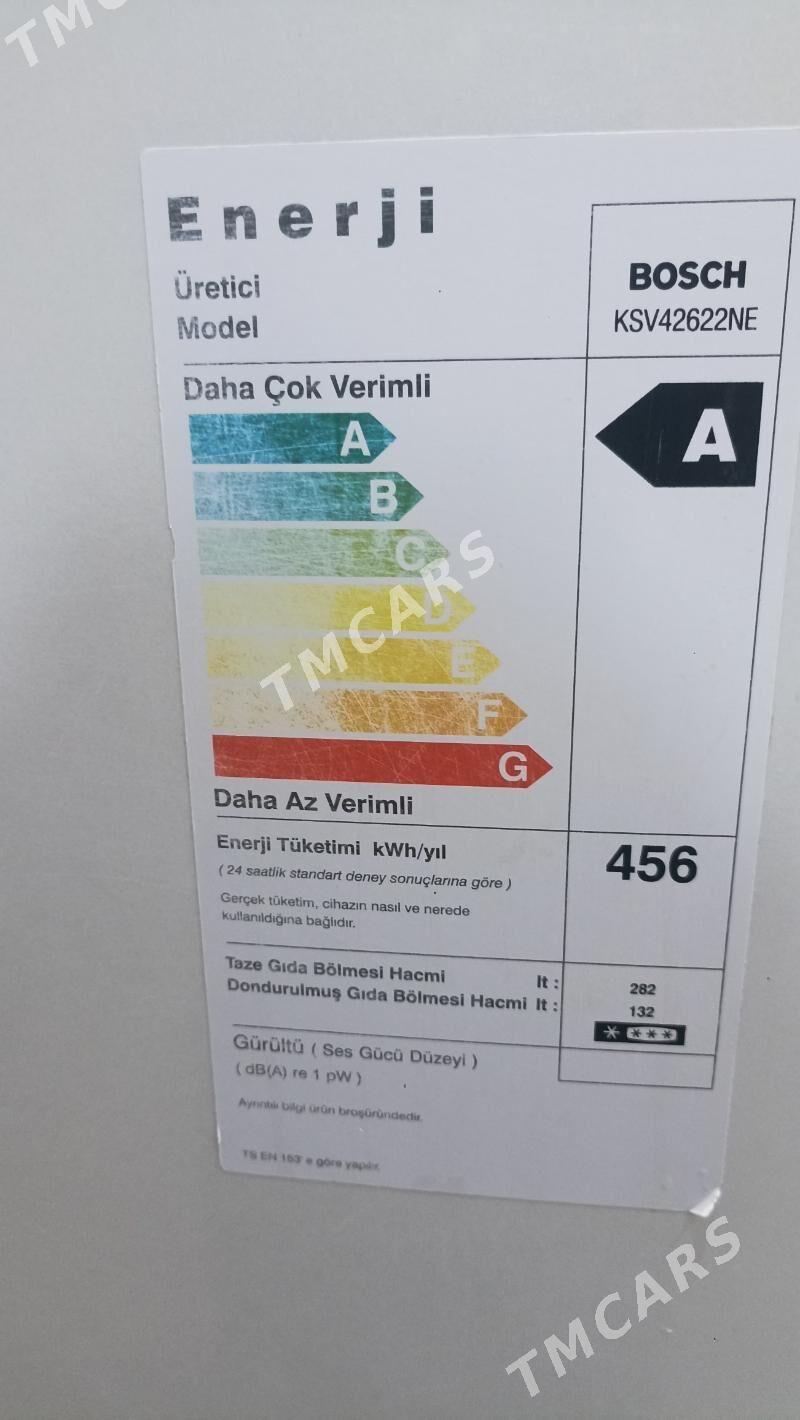 TMC
Enerji
Üretici
Model
BOSCH
KSV42622NE
Daha Çok Verimli
A
A
B
C
D
E
F
G
TMCARS
Daha Az Verimli
Enerji Tüketimi kWh/yıl
456
( 24 saatlik standart deney sonuçlarına göre )
Gerçek tüketim, cihazın nasıl ve nerede
kullanıldığına bağlıdır.
Taze Gıda Bölmesi Hacmi lt : 282
Dondurulmuş Gıda Bölmesi Hacmi lt : 132
Gürültü ( Ses Gücü Düzeyi )
( dB(A) re 1 pW )
Ayrıntılı bilgi ürün broşüründedir.
TS EN 153' e göre yapılır.
TMCARS